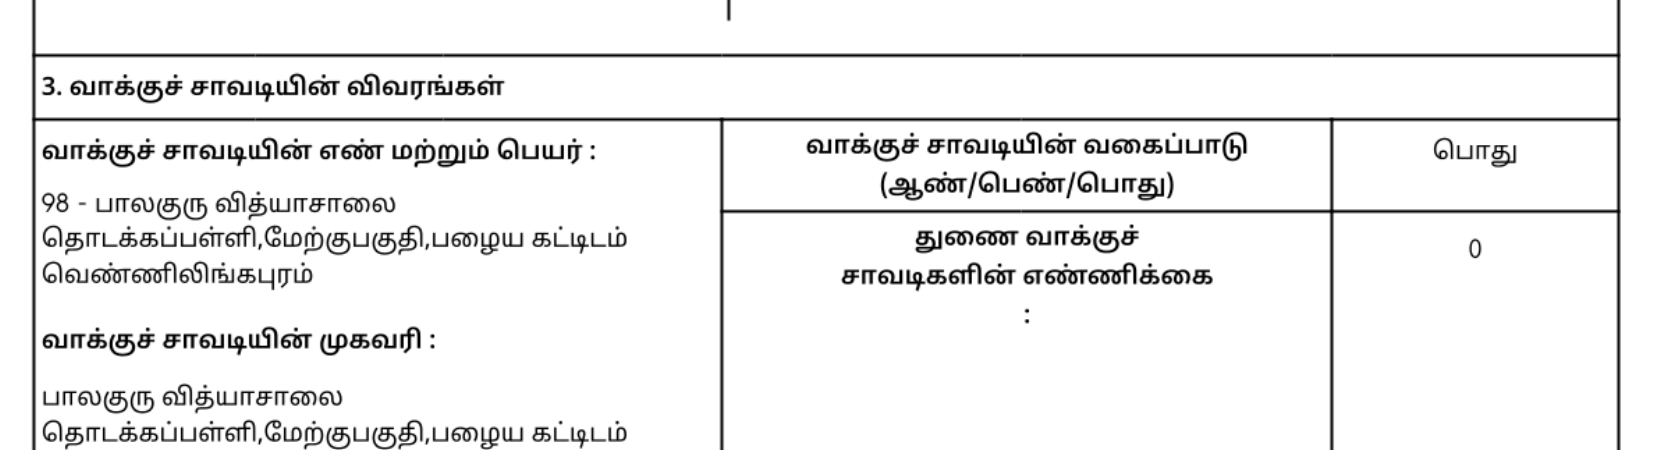 3. வாக்குச் சாவடியின் விவரங்கள்
வாக்குச் சாவடியின் எண் மற்றும் பெயர் :
98 - பாலகுரு வித்யாசாலை
தொடக்கப்பள்ளி,மேற்குபகுதி,பழைய கட்டிடம்
வெண்ணிலிங்கபுரம்
வாக்குச் சாவடியின் முகவரி :
பாலகுரு வித்யாசாலை
தொடக்கப்பள்ளி,மேற்குபகுதி,பழைய கட்டிடம்
வாக்குச் சாவடியின் வகைப்பாடு
(ஆண்/பெண்/பொது)
பொது
துணை வாக்குச்
சாவடிகளின் எண்ணிக்கை
:
0